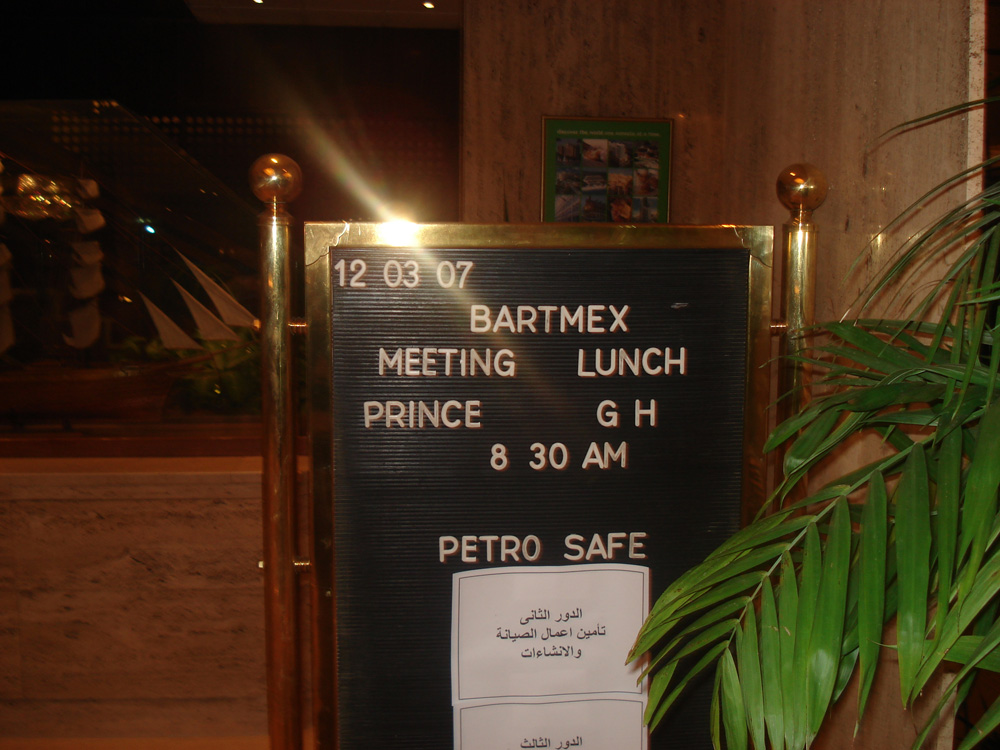 12 03 07
BARTMEX
MEETING LUNCH
PRINCE G H
8 30 AM
PETRO SAFE
الدور الثانى
تأمين اعمال الصيانة
والانشاءات
الدور الثالث